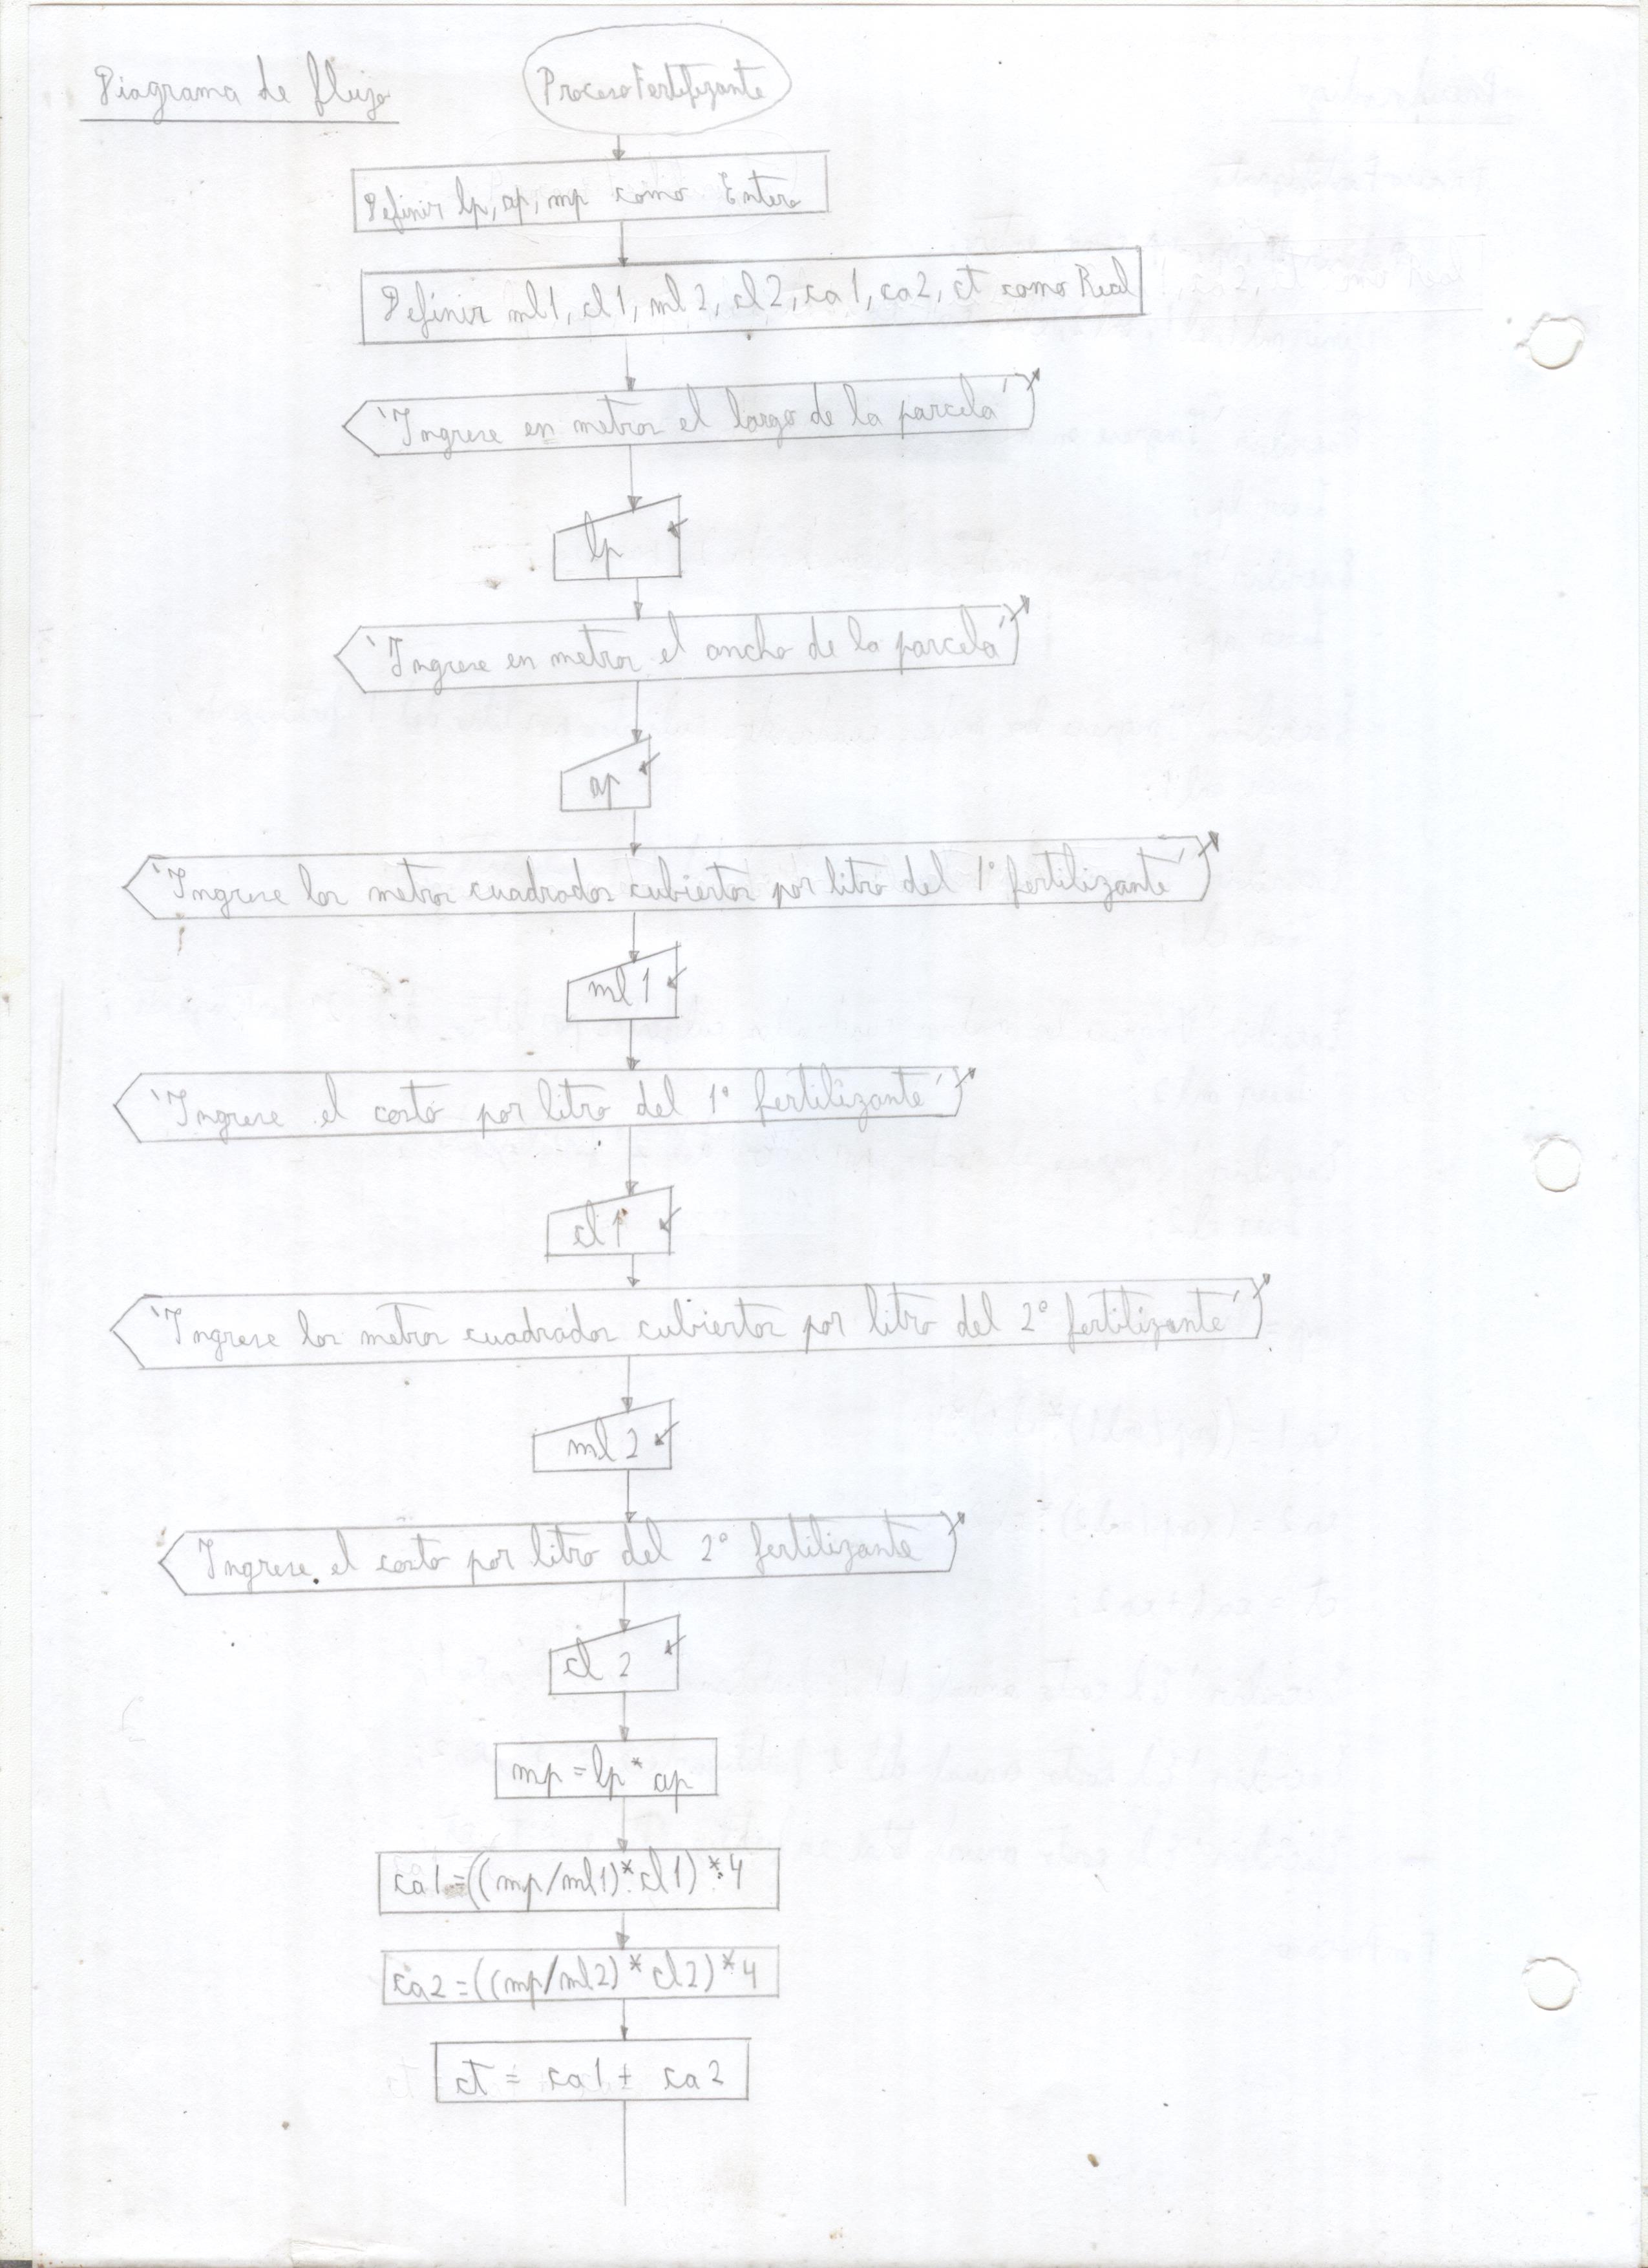 Diagrama de flujo
Proceso Fertilizante
Definir lp, ap, mp como Entero
Definir ml1, cl1, ml2, cl2, ca1, ca2, ct como Real
'Ingrese en metros el largo de la parcela'
lp
'Ingrese en metros el ancho de la parcela'
ap
'Ingrese los metros cuadrados cubiertos por litro del 1° fertilizante'
ml1
'Ingrese el costo por litro del 1° fertilizante'
cl1
'Ingrese los metros cuadrados cubiertos por litro del 2° fertilizante'
ml2
Ingrese el costo por litro del 2° fertilizante
cl2
mp = lp * ap
ca1 = ((mp/ml1)*cl1)*4
ca2 = ((mp/ml2)*cl2)*4
ct = ca1 + ca2